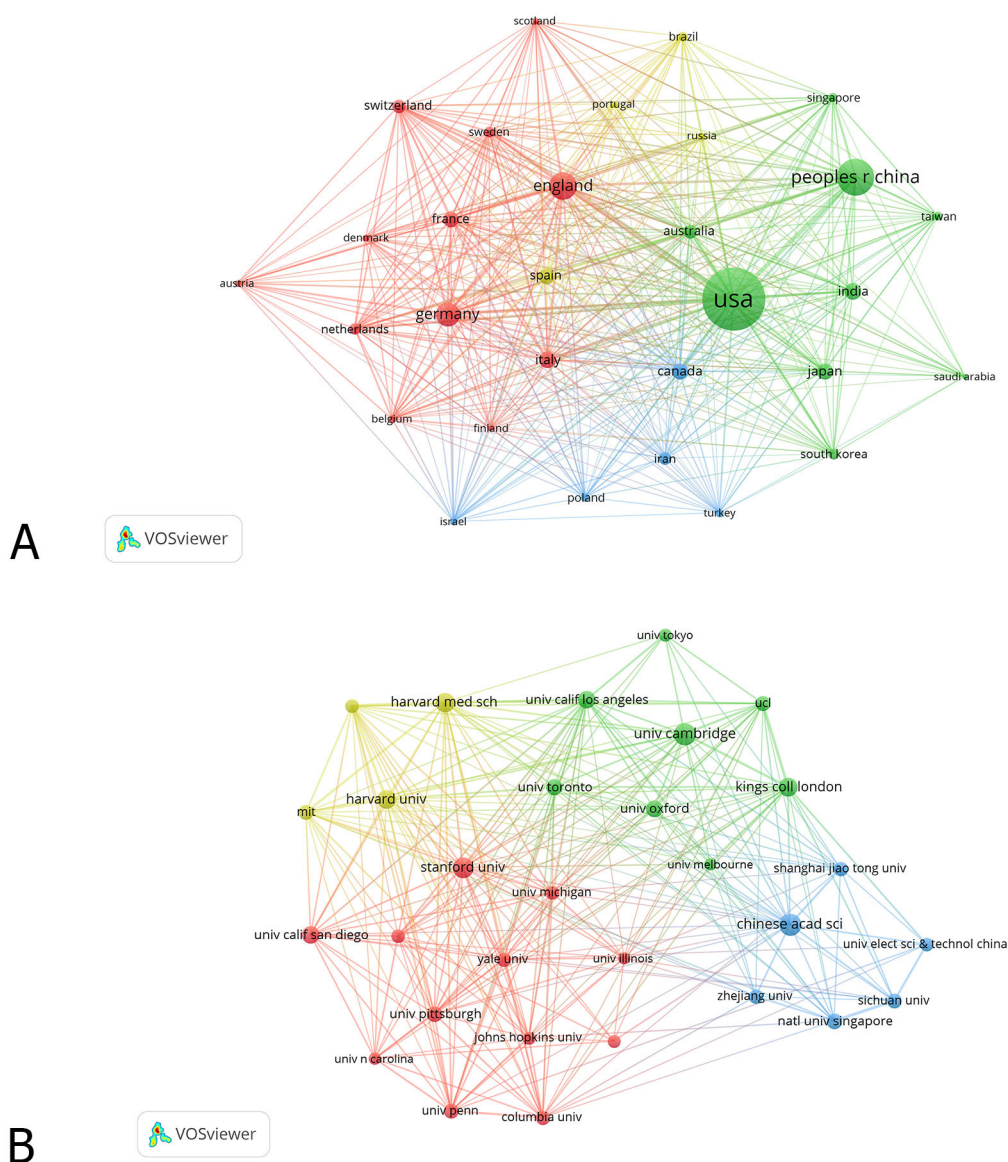 scotland
brazil
singapore
switzerland
portugal
sweden
russia
peoples r china
england
taiwan
france
australia
denmark
spain
austria
india
usa
germany
netherlands
italy
canada
japan
saudi arabia
belgium
finland
south korea
iran
poland
turkey
israel
A
VOSviewer
univ tokyo
harvard med sch
univ calif los angeles
ucl
univ cambridge
univ toronto
kings coll london
harvard univ
univ oxford
mit
stanford univ
univ melbourne
shanghai jiao tong univ
univ michigan
chinese acad sci
univ calif san diego
univ elect sci & technol china
yale univ
univ illinois
zhejiang univ
sichuan univ
univ pittsburgh
natl univ singapore
johns hopkins univ
univ n carolina
univ penn
columbia univ
B
VOSviewer